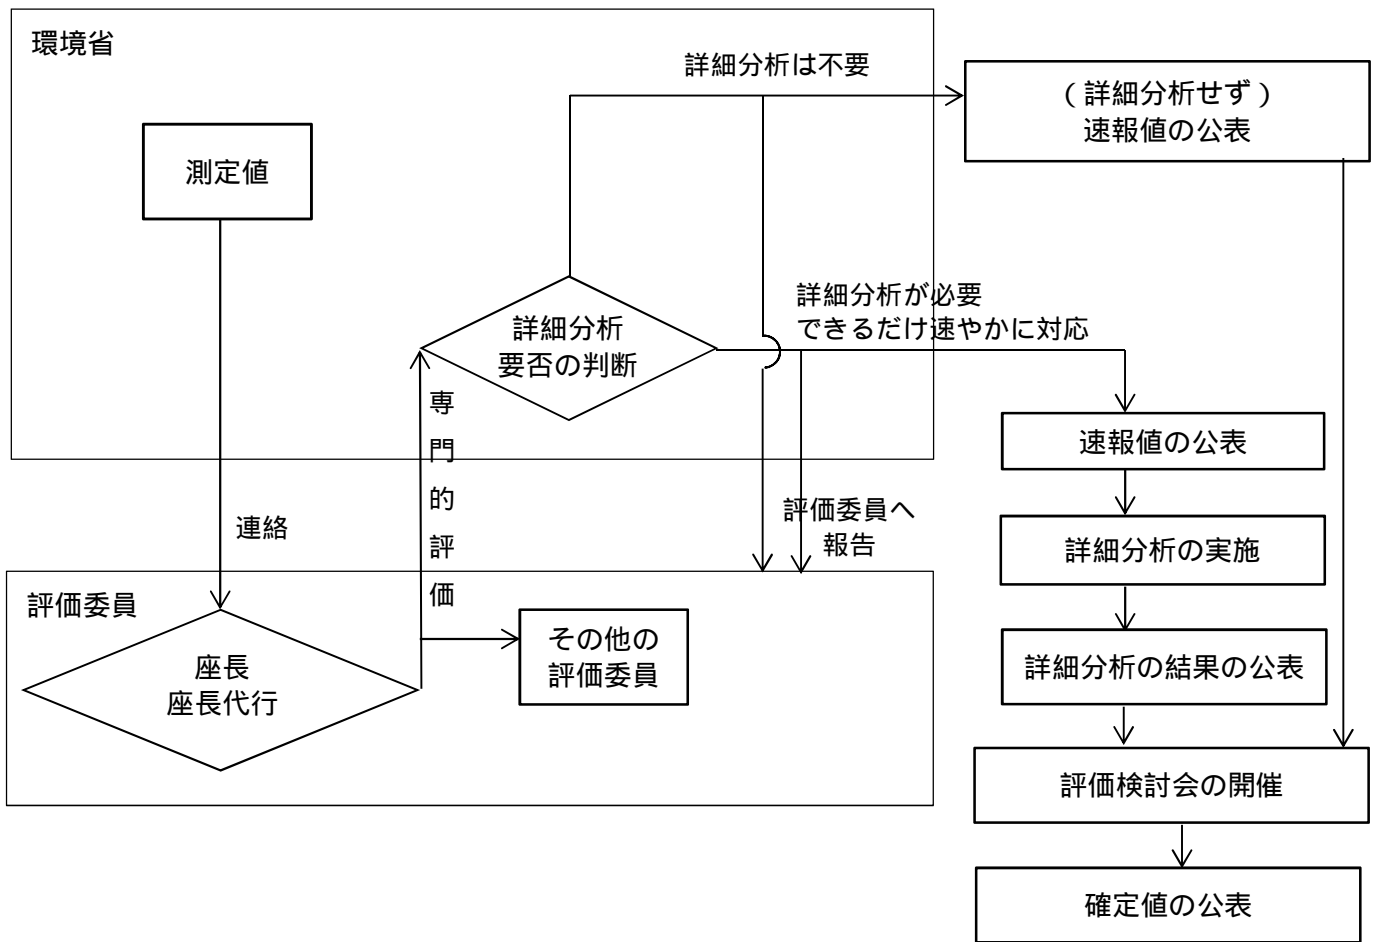 環境省
詳細分析は不要
(詳細分析せず)
速報値の公表
測定値
詳細分析が必要
できるだけ速やかに対応
詳細分析
要否の判断
専門的評価
速報値の公表
連絡
評価委員へ
報告
詳細分析の実施
評価委員
座長
座長代行
その他の
評価委員
詳細分析の結果の公表
評価検討会の開催
確定値の公表